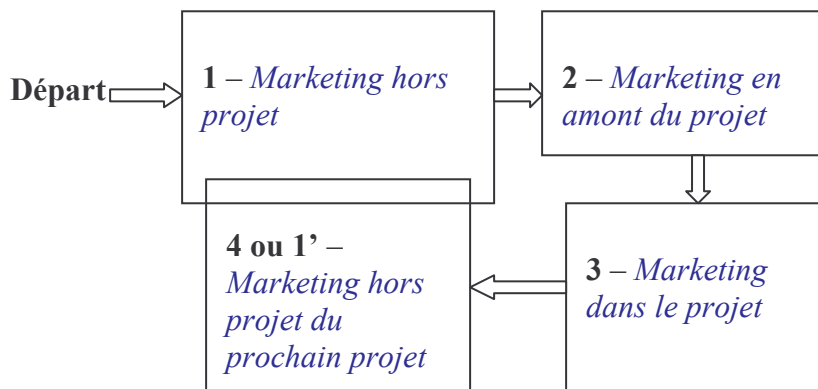 Départ
1 – Marketing hors
projet
2 – Marketing en
amont du projet
3 – Marketing
dans le projet
4 ou 1’ –
Marketing hors
projet du
prochain projet